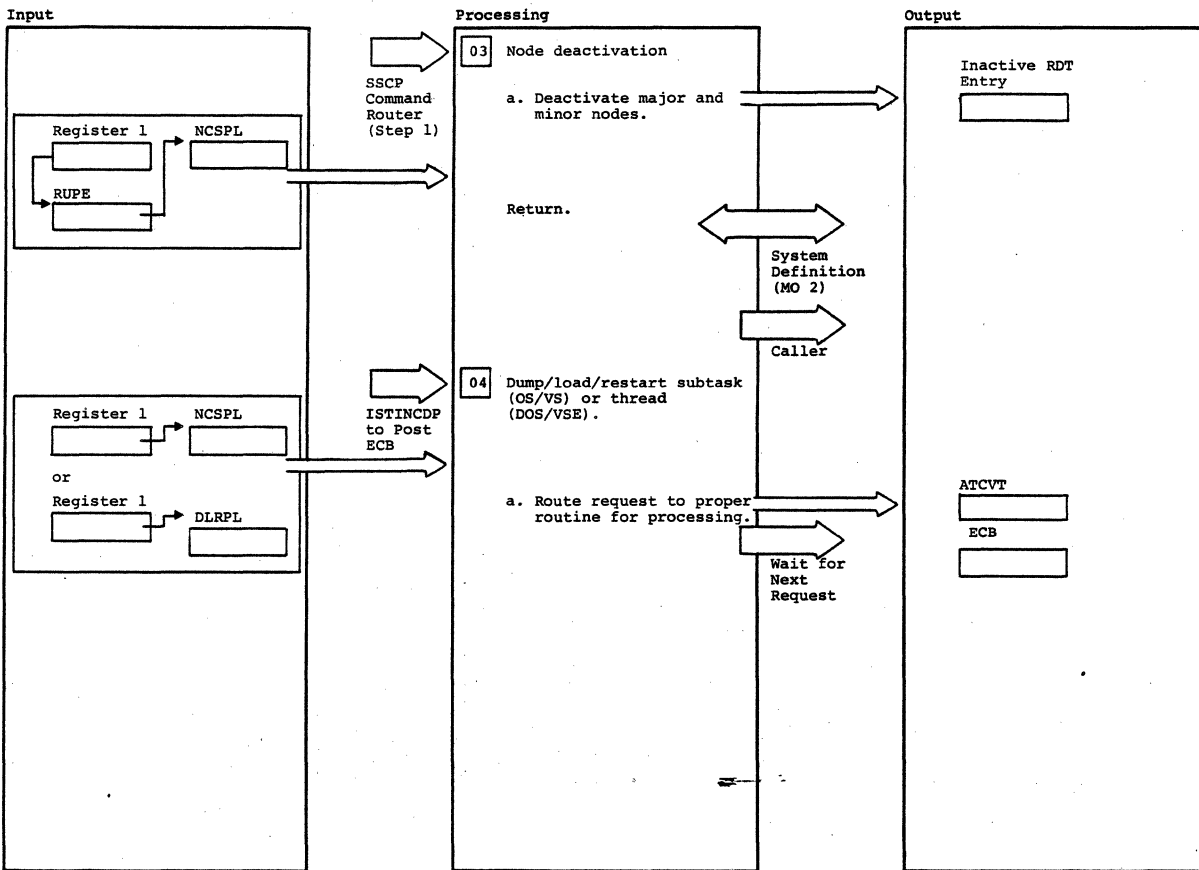 Input
Processing
Output
SSCP
Command
Router
(Step 1)
03 Node deactivation
a. Deactivate major and
minor nodes.
Inactive RDT
Entry
Register 1 NCSPL
RUPE
Return.
System
Definition
(MO 2)
Caller
ISTINCDP
to Post
ECB
04 Dump/load/restart subtask
(OS/VS) or thread
(DOS/VSE).
Register 1 NCSPL
or
Register 1
DLRPL
a. Route request to proper
routine for processing.
Wait for
Next
Request
ATCVT
ECB